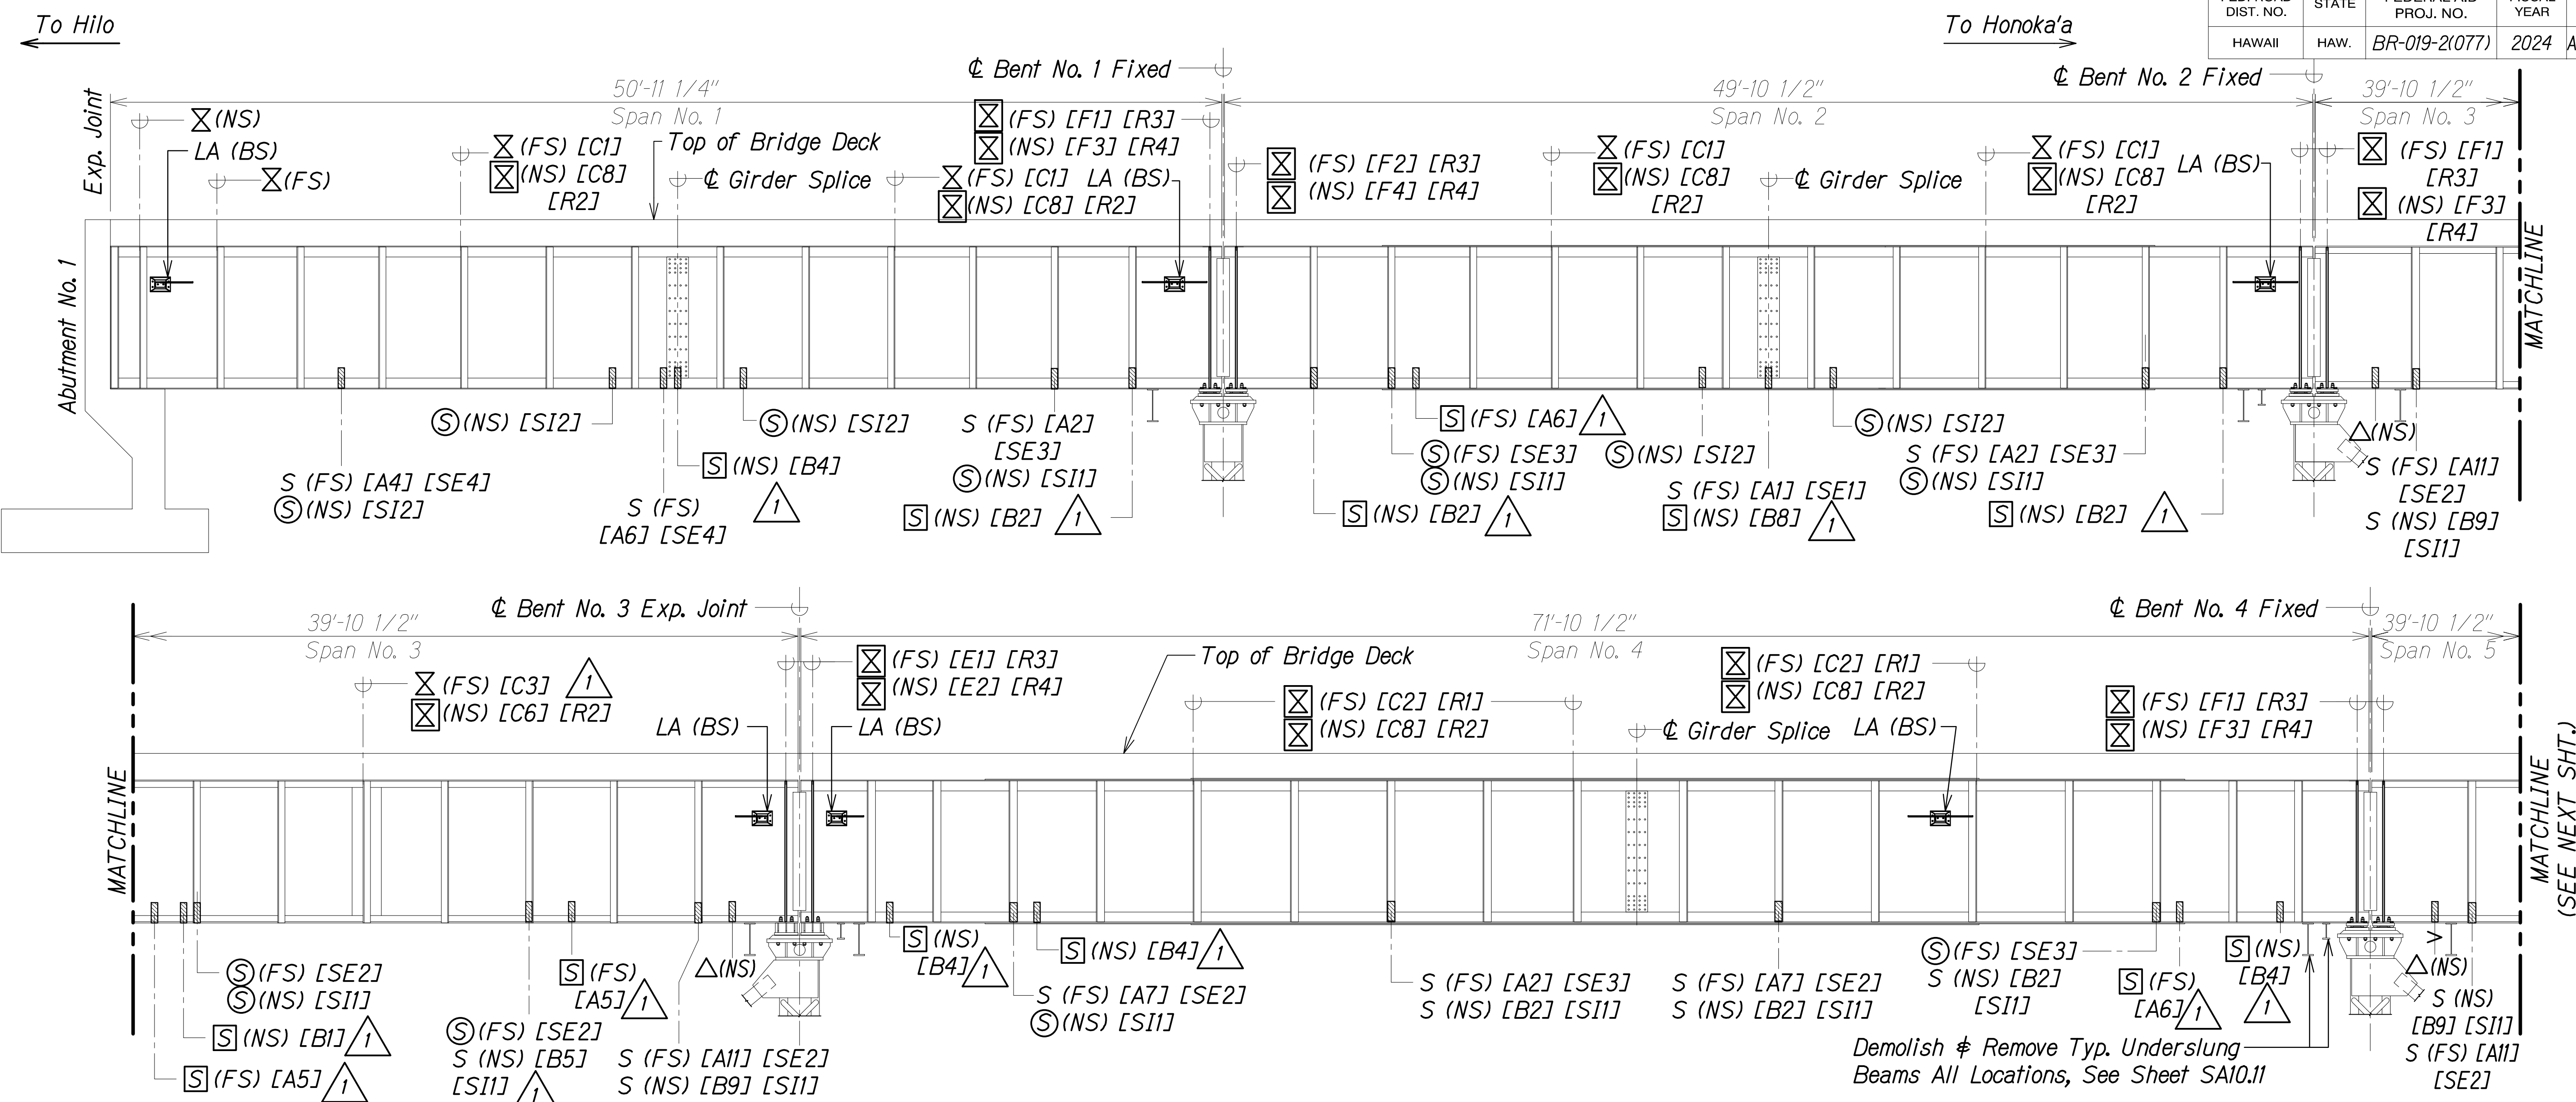 To Hilo
To Honoka'a
DIST. NO.
STATE
PROJ. NO.
YEAR
HAWAII
HAW.
BR-019-2(077)
2024
Exp. Joint
50'-11 1/4"
Span No. 1
℄ Bent No. 1 Fixed
49'-10 1/2"
Span No. 2
℄ Bent No. 2 Fixed
39'-10 1/2"
Span No. 3
(NS)
LA (BS)
(FS)
(FS) [C1]
(NS) [C8]
[R2]
Top of Bridge Deck
℄ Girder Splice
(FS) [F1] [R3]
(NS) [F3] [R4]
(FS) [C1]
LA (BS)
(NS) [C8] [R2]
(FS) [F2] [R3]
(NS) [F4] [R4]
(FS) [C1]
(NS) [C8]
[R2]
℄ Girder Splice
(FS) [C1]
(NS) [C8]
[R2]
LA (BS)
(FS) [F1]
[R3]
(NS) [F3]
[R4]
Abutment No. 1
MATCHLINE
S (FS) [A4] [SE4]
S (NS) [SI2]
S (NS) [SI2]
S (FS)
[A6] [SE4]
S (NS) [B4]
1
S (NS) [SI2]
S (FS) [A2]
[SE3]
S (NS) [SI1]
S (NS) [B2]
1
S (NS) [B2]
1
S (FS) [A6]
1
S (FS) [SE3]
S (NS) [SI1]
S (NS) [SI2]
S (FS) [A1] [SE1]
S (NS) [B8]
1
S (NS) [SI2]
S (FS) [A2] [SE3]
S (NS) [SI1]
S (NS) [B2]
1
(NS)
S (FS) [A11]
[SE2]
S (NS) [B9]
[SI1]
39'-10 1/2"
Span No. 3
℄ Bent No. 3 Exp. Joint
71'-10 1/2"
Span No. 4
℄ Bent No. 4 Fixed
39'-10 1/2"
Span No. 5
(FS) [C3]
1
(NS) [C6] [R2]
LA (BS)
(FS) [E1] [R3]
(NS) [E2] [R4]
LA (BS)
Top of Bridge Deck
(FS) [C2] [R1]
(NS) [C8] [R2]
℄ Girder Splice
(FS) [C2] [R1]
(NS) [C8] [R2]
LA (BS)
(FS) [F1] [R3]
(NS) [F3] [R4]
MATCHLINE
MATCHLINE
(SEE NEXT SHT.)
S (FS) [SE2]
S (NS) [SI1]
S (NS) [B1]
1
S (FS) [A5]
1
S (FS) [SE2]
S (NS) [B5]
[SI1]
1
S (FS)
[A5]
1
S (FS) [A11] [SE2]
S (NS) [B9] [SI1]
(NS)
S (NS)
[B4]
1
S (FS) [A7] [SE2]
S (NS) [SI1]
S (NS) [B4]
1
S (FS) [A2] [SE3]
S (NS) [B2] [SI1]
S (FS) [A7] [SE2]
S (NS) [B2] [SI1]
S (FS) [SE3]
S (NS) [B2]
[SI1]
S (FS)
[A6]
1
S (NS)
[B4]
1
Demolish & Remove Typ. Underslung
Beams All Locations, See Sheet SA10.11
V
(NS)
S (NS)
[B9] [SI1]
S (FS) [A11]
[SE2]